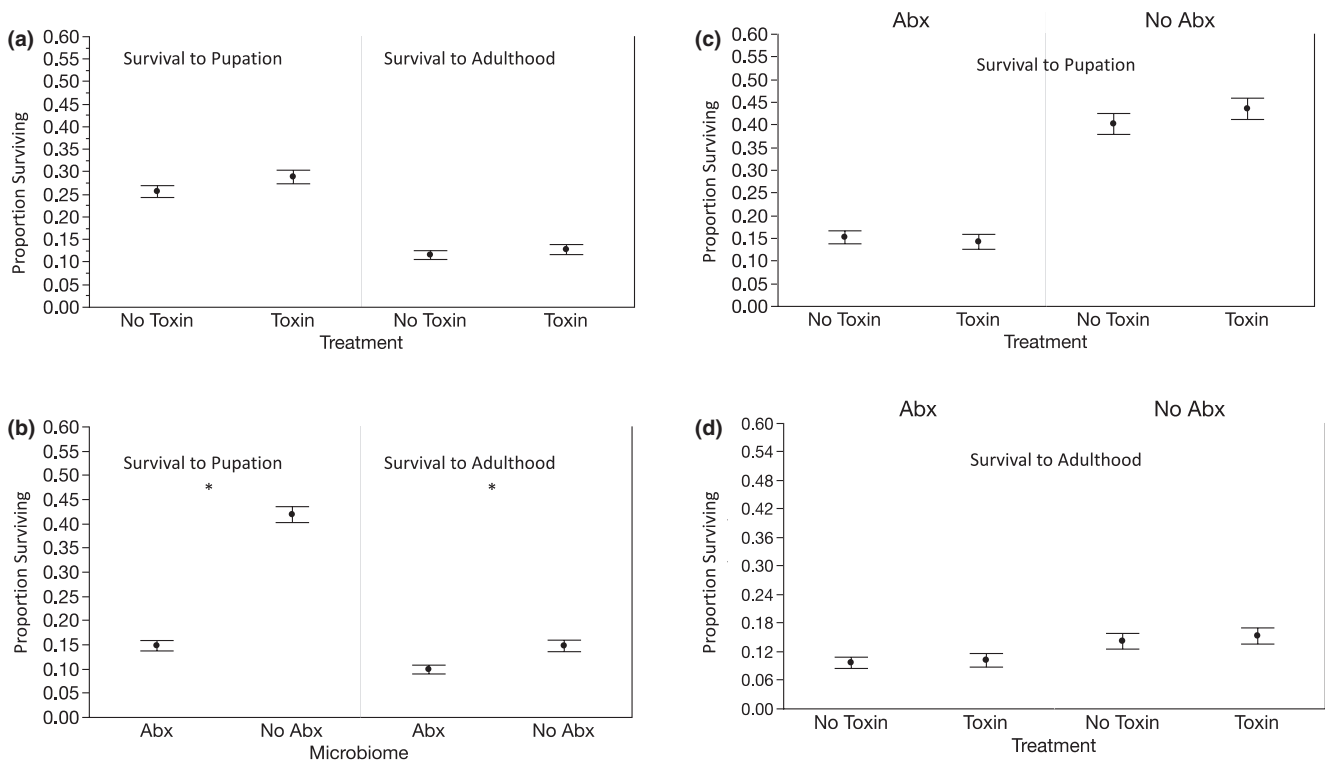 (a)
Proportion Surviving
0.60
0.55
0.50
0.45
0.40
0.35
0.30
0.25
0.20
0.15
0.10
0.05
0.00
Survival to Pupation
Survival to Adulthood
No Toxin Toxin No Toxin Toxin
Treatment
(b)
Proportion Surviving
0.60
0.55
0.50
0.45
0.40
0.35
0.30
0.25
0.20
0.15
0.10
0.05
0.00
Survival to Pupation
Survival to Adulthood
* *
Abx No Abx Abx No Abx
Microbiome
(c)
Abx No Abx
Proportion Surviving
0.60
0.55
0.50
0.45
0.40
0.35
0.30
0.25
0.20
0.15
0.10
0.05
0.00
Survival to Pupation
No Toxin Toxin No Toxin Toxin
Treatment
(d)
Abx No Abx
Proportion Surviving
0.60
0.54
0.48
0.42
0.36
0.30
0.24
0.18
0.12
0.06
0.00
Survival to Adulthood
No Toxin Toxin No Toxin Toxin
Treatment